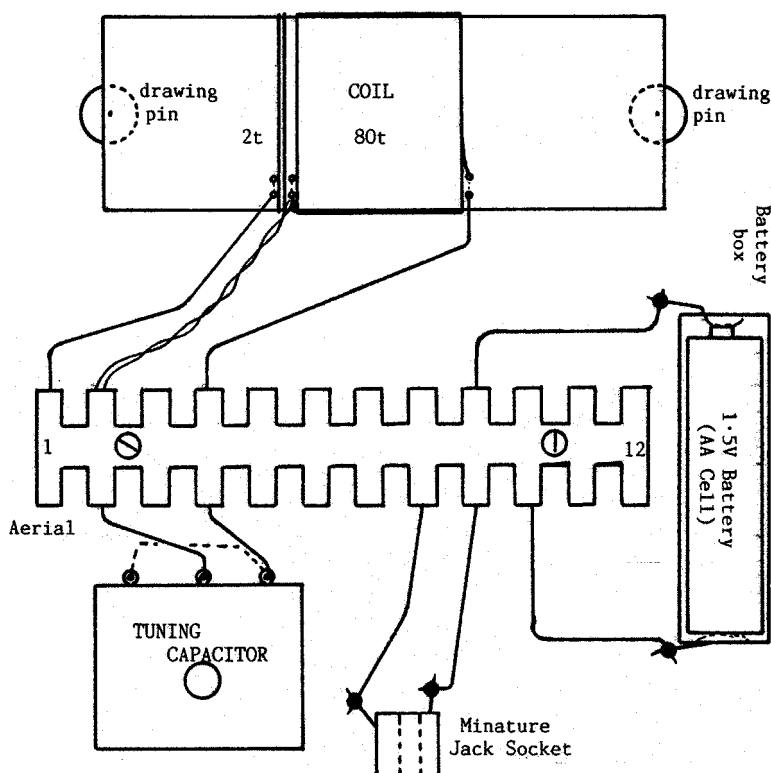 drawing
pin
COIL
2t
80t
drawing
pin
Battery
box
1
12
1·5V Battery
(AA Cell)
Aerial
TUNING
CAPACITOR
Minature
Jack Socket